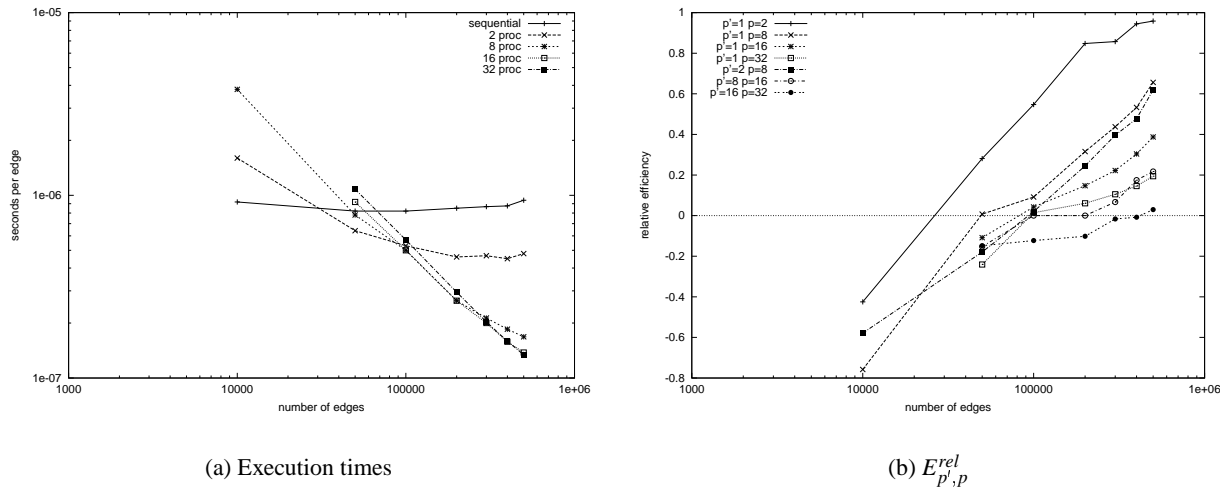 1e-05
1e-06
1e-07
1000
10000
100000
1e+06
seconds per edge
number of edges
sequential
2 proc
8 proc
16 proc
32 proc
(a) Execution times
1
0.8
0.6
0.4
0.2
0
-0.2
-0.4
-0.6
-0.8
1000
10000
100000
1e+06
relative efficiency
number of edges
p'=1 p=2
p'=1 p=8
p'=1 p=16
p'=1 p=32
p'=2 p=8
p'=8 p=16
p'=16 p=32
(b) E^{rel}_{p',p}